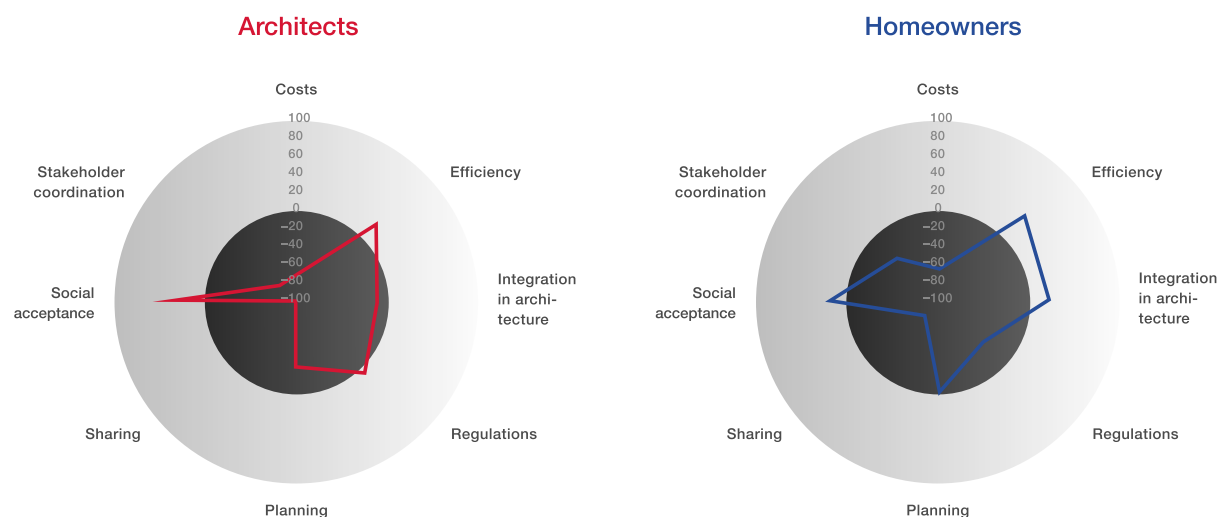 Architects
Costs
100
80
60
40
20
0
–20
–40
–60
–80
–100
Efficiency
Integration
in archi-
tecture
Regulations
Planning
Sharing
Social
acceptance
Stakeholder
coordination
Homeowners
Costs
100
80
60
40
20
0
–20
–40
–60
–80
–100
Efficiency
Integration
in archi-
tecture
Regulations
Planning
Sharing
Social
acceptance
Stakeholder
coordination